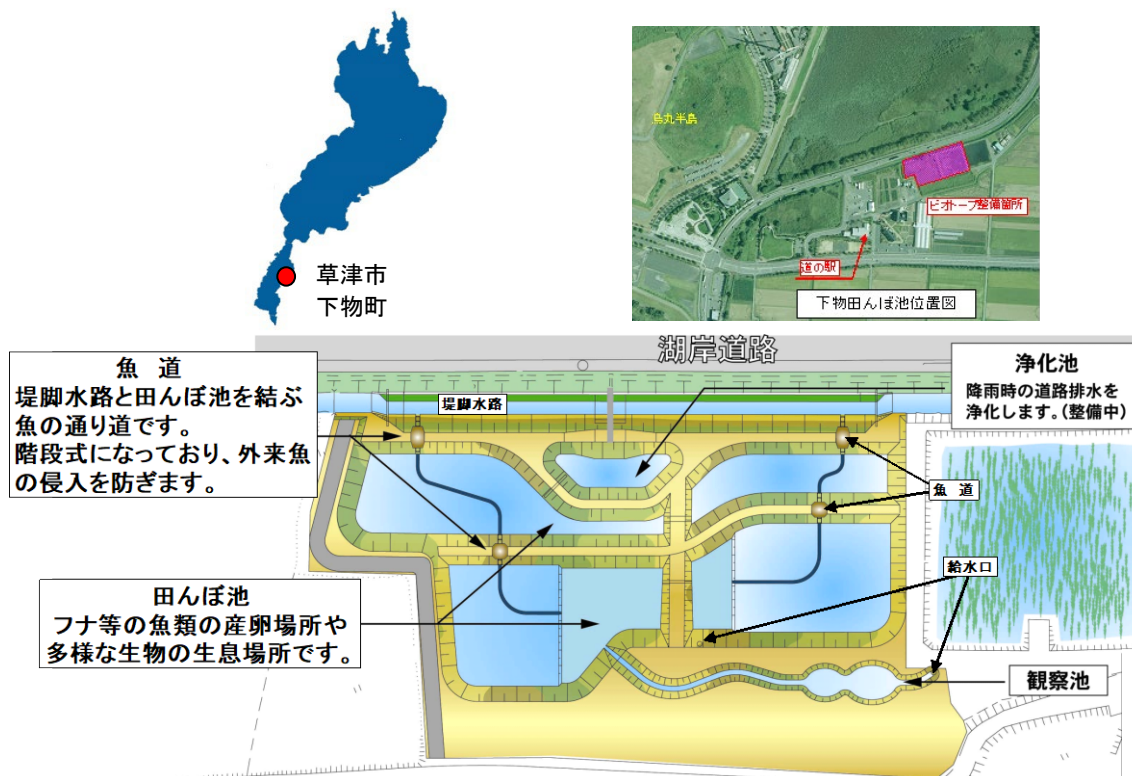 草津市
下物町
烏丸半島
ビオトープ整備箇所
道の駅
下物田んぼ池位置図
湖岸道路
魚 道
堤脚水路と田んぼ池を結ぶ
魚の通り道です。
階段式になっており、外来魚
の侵入を防ぎます。
堤脚水路
浄化池
降雨時の道路排水を
浄化します。(整備中)
魚 道
給水口
田んぼ池
フナ等の魚類の産卵場所や
多様な生物の生息場所です。
観察池